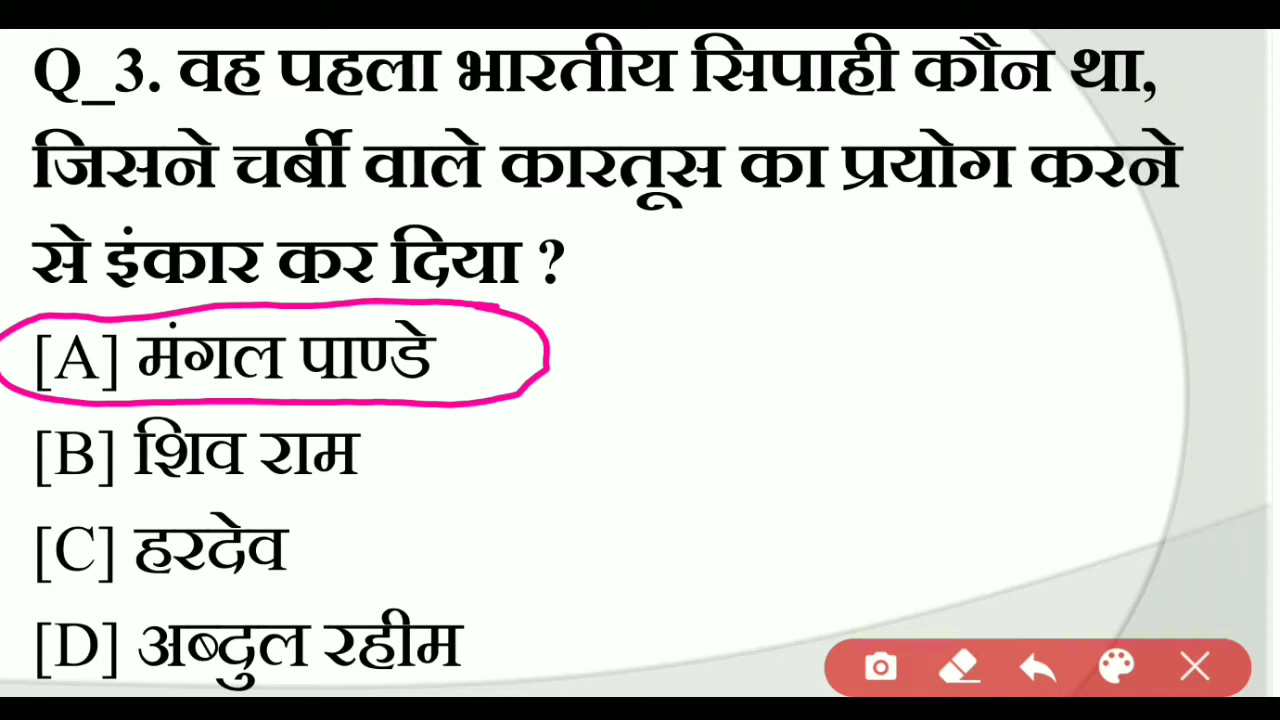 Q_3. वह पहला भारतीय सिपाही कौन था,
जिसने चर्बी वाले कारतूस का प्रयोग करने
से इंकार कर दिया ?
[A] मंगल पाण्डे
[B] शिव राम
[C] हरदेव
[D] अब्दुल रहीम